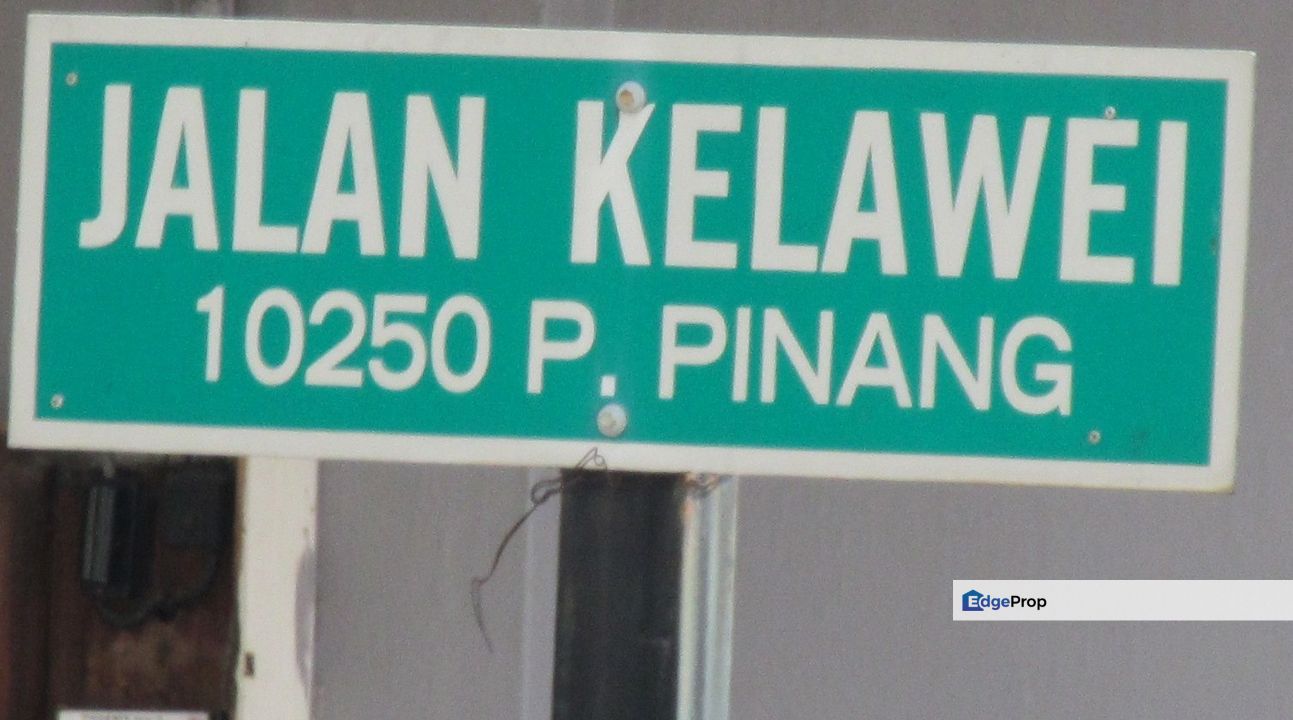 JALAN KELAWEI
10250 P. PINANG
EdgeProp